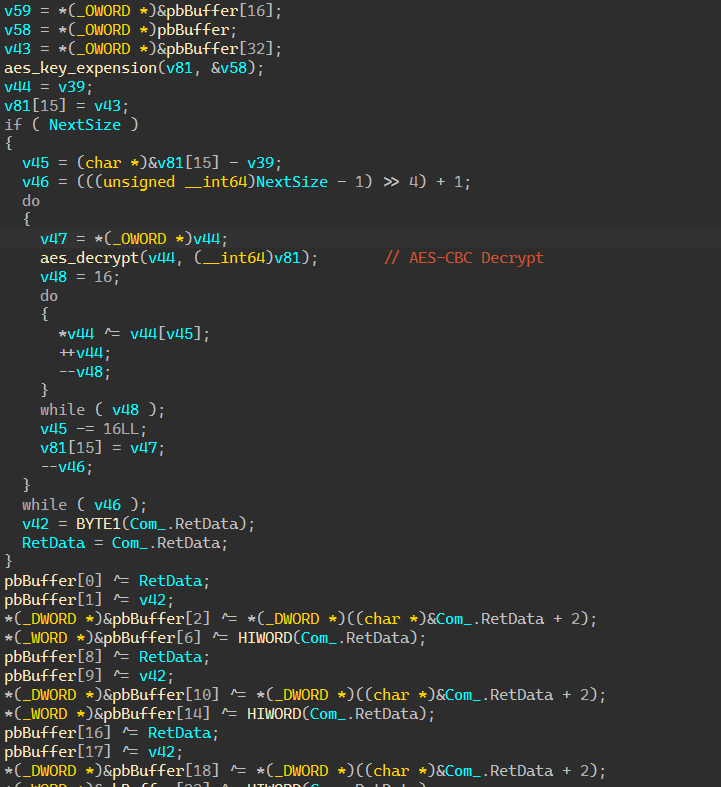 v59 = *(_OWORD *)&pbBuffer[16];
v58 = *(_OWORD *)pbBuffer;
v43 = *(_OWORD *)&pbBuffer[32];
aes_key_expension(v81, &v58);
v44 = v39;
v81[15] = v43;
if ( NextSize )
{
  v45 = (char *)&v81[15] - v39;
  v46 = (((unsigned __int64)NextSize - 1) >> 4) + 1;
  do
  {
    v47 = *(_OWORD *)v44;
    aes_decrypt(v44, (__int64)v81);       // AES-CBC Decrypt
    v48 = 16;
    do
    {
      *v44 ^= v44[v45];
      ++v44;
      --v48;
    }
    while ( v48 );
    v45 -= 16LL;
    v81[15] = v47;
    --v46;
  }
  while ( v46 );
  v42 = BYTE1(Com_.RetData);
  RetData = Com_.RetData;
}
pbBuffer[0] ^= RetData;
pbBuffer[1] ^= v42;
*(_DWORD *)&pbBuffer[2] ^= *(_DWORD *)((char *)&Com_.RetData + 2);
*(_WORD *)&pbBuffer[6] ^= HIWORD(Com_.RetData);
pbBuffer[8] ^= RetData;
pbBuffer[9] ^= v42;
*(_DWORD *)&pbBuffer[10] ^= *(_DWORD *)((char *)&Com_.RetData + 2);
*(_WORD *)&pbBuffer[14] ^= HIWORD(Com_.RetData);
pbBuffer[16] ^= RetData;
pbBuffer[17] ^= v42;
*(_DWORD *)&pbBuffer[18] ^= *(_DWORD *)((char *)&Com_.RetData + 2);